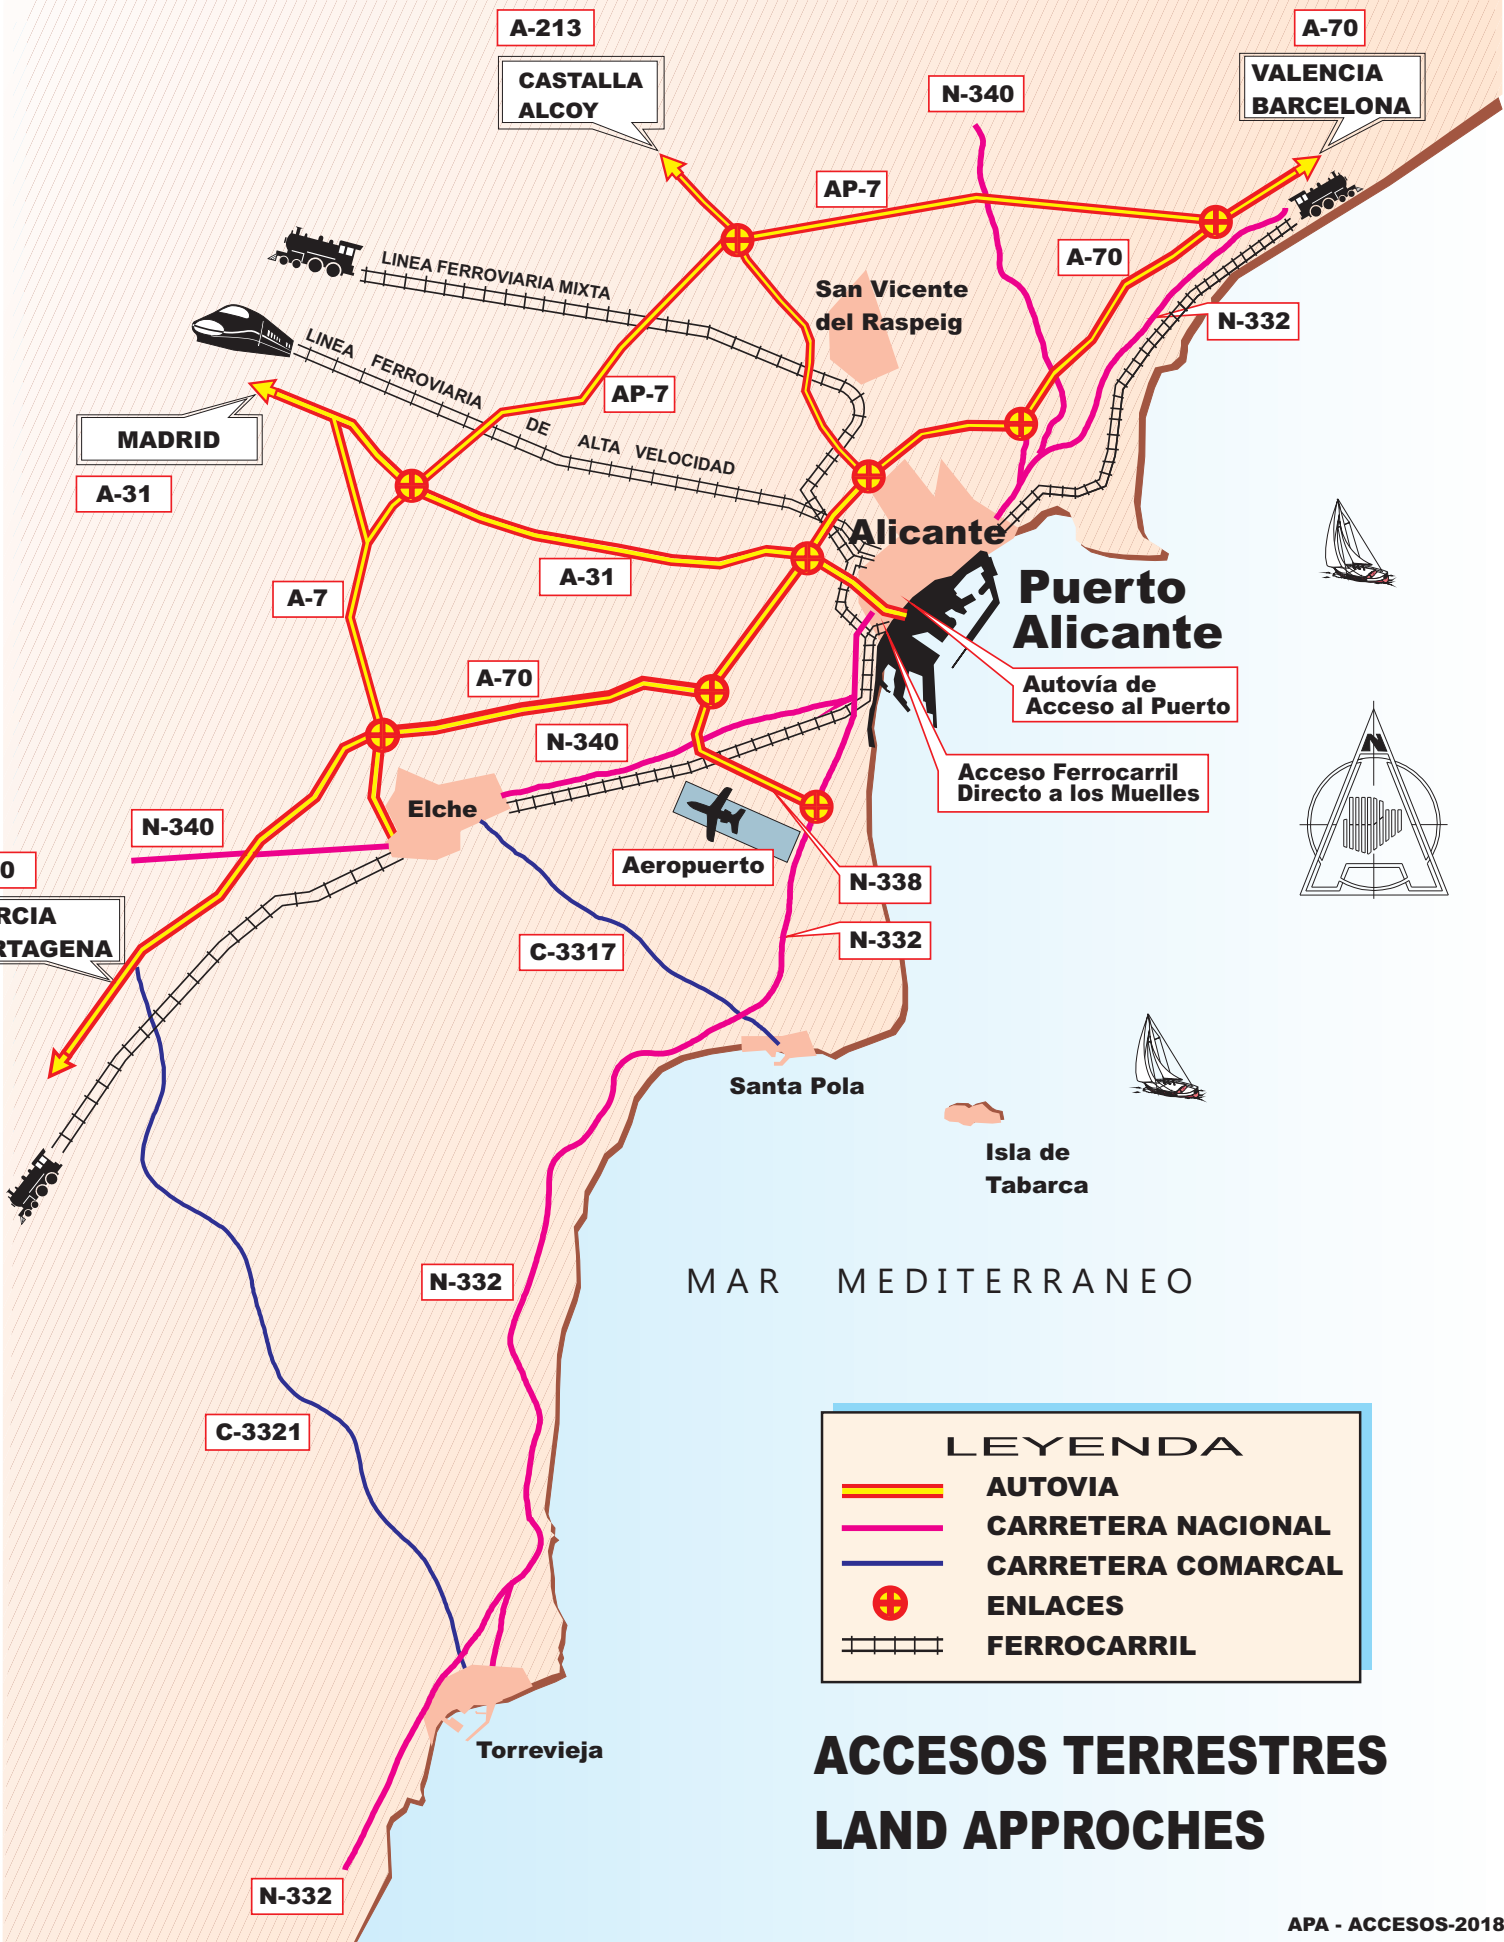 A-213
A-70
CASTALLA
ALCOY
VALENCIA
BARCELONA
N-340
AP-7
A-70
LINEA FERROVIARIA MIXTA
San Vicente
del Raspeig
N-332
LINEA FERROVIARIA DE ALTA VELOCIDAD
AP-7
MADRID
A-31
Alicante
A-31
A-7
Puerto
Alicante
A-70
Autovía de
Acceso al Puerto
N-340
N
Acceso Ferrocarril
Directo a los Muelles
Elche
N-340
Aeropuerto
0
N-338
RCIA
RTAGENA
N-332
C-3317
Santa Pola
Isla de
Tabarca
N-332
MAR MEDITERRANEO
C-3321
LEYENDA
AUTOVIA
CARRETERA NACIONAL
CARRETERA COMARCAL
ENLACES
FERROCARRIL
Torrevieja
ACCESOS TERRESTRES
LAND APPROCHES
N-332
APA - ACCESOS-2018